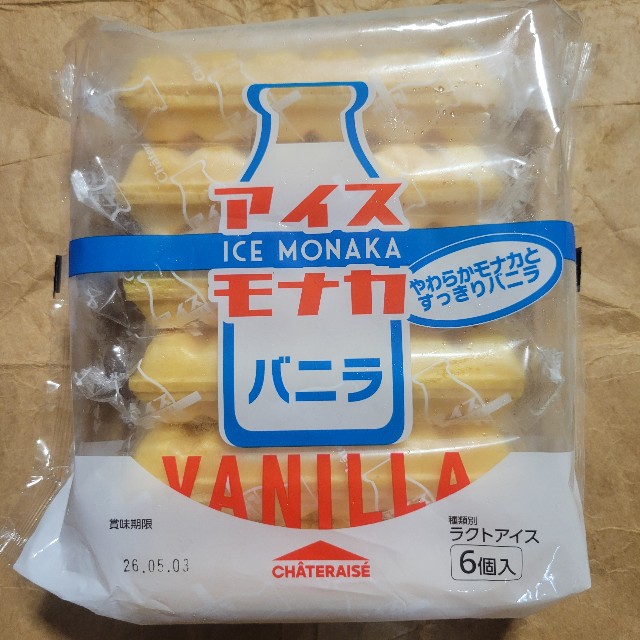 アイス
ICE MONAKA
モナカ
やわらかモナカと
すっきりバニラ
バニラ
VANILLA
賞味期限
26.05.03
CHÂTERAISÉ
種類別
ラクトアイス
6個入